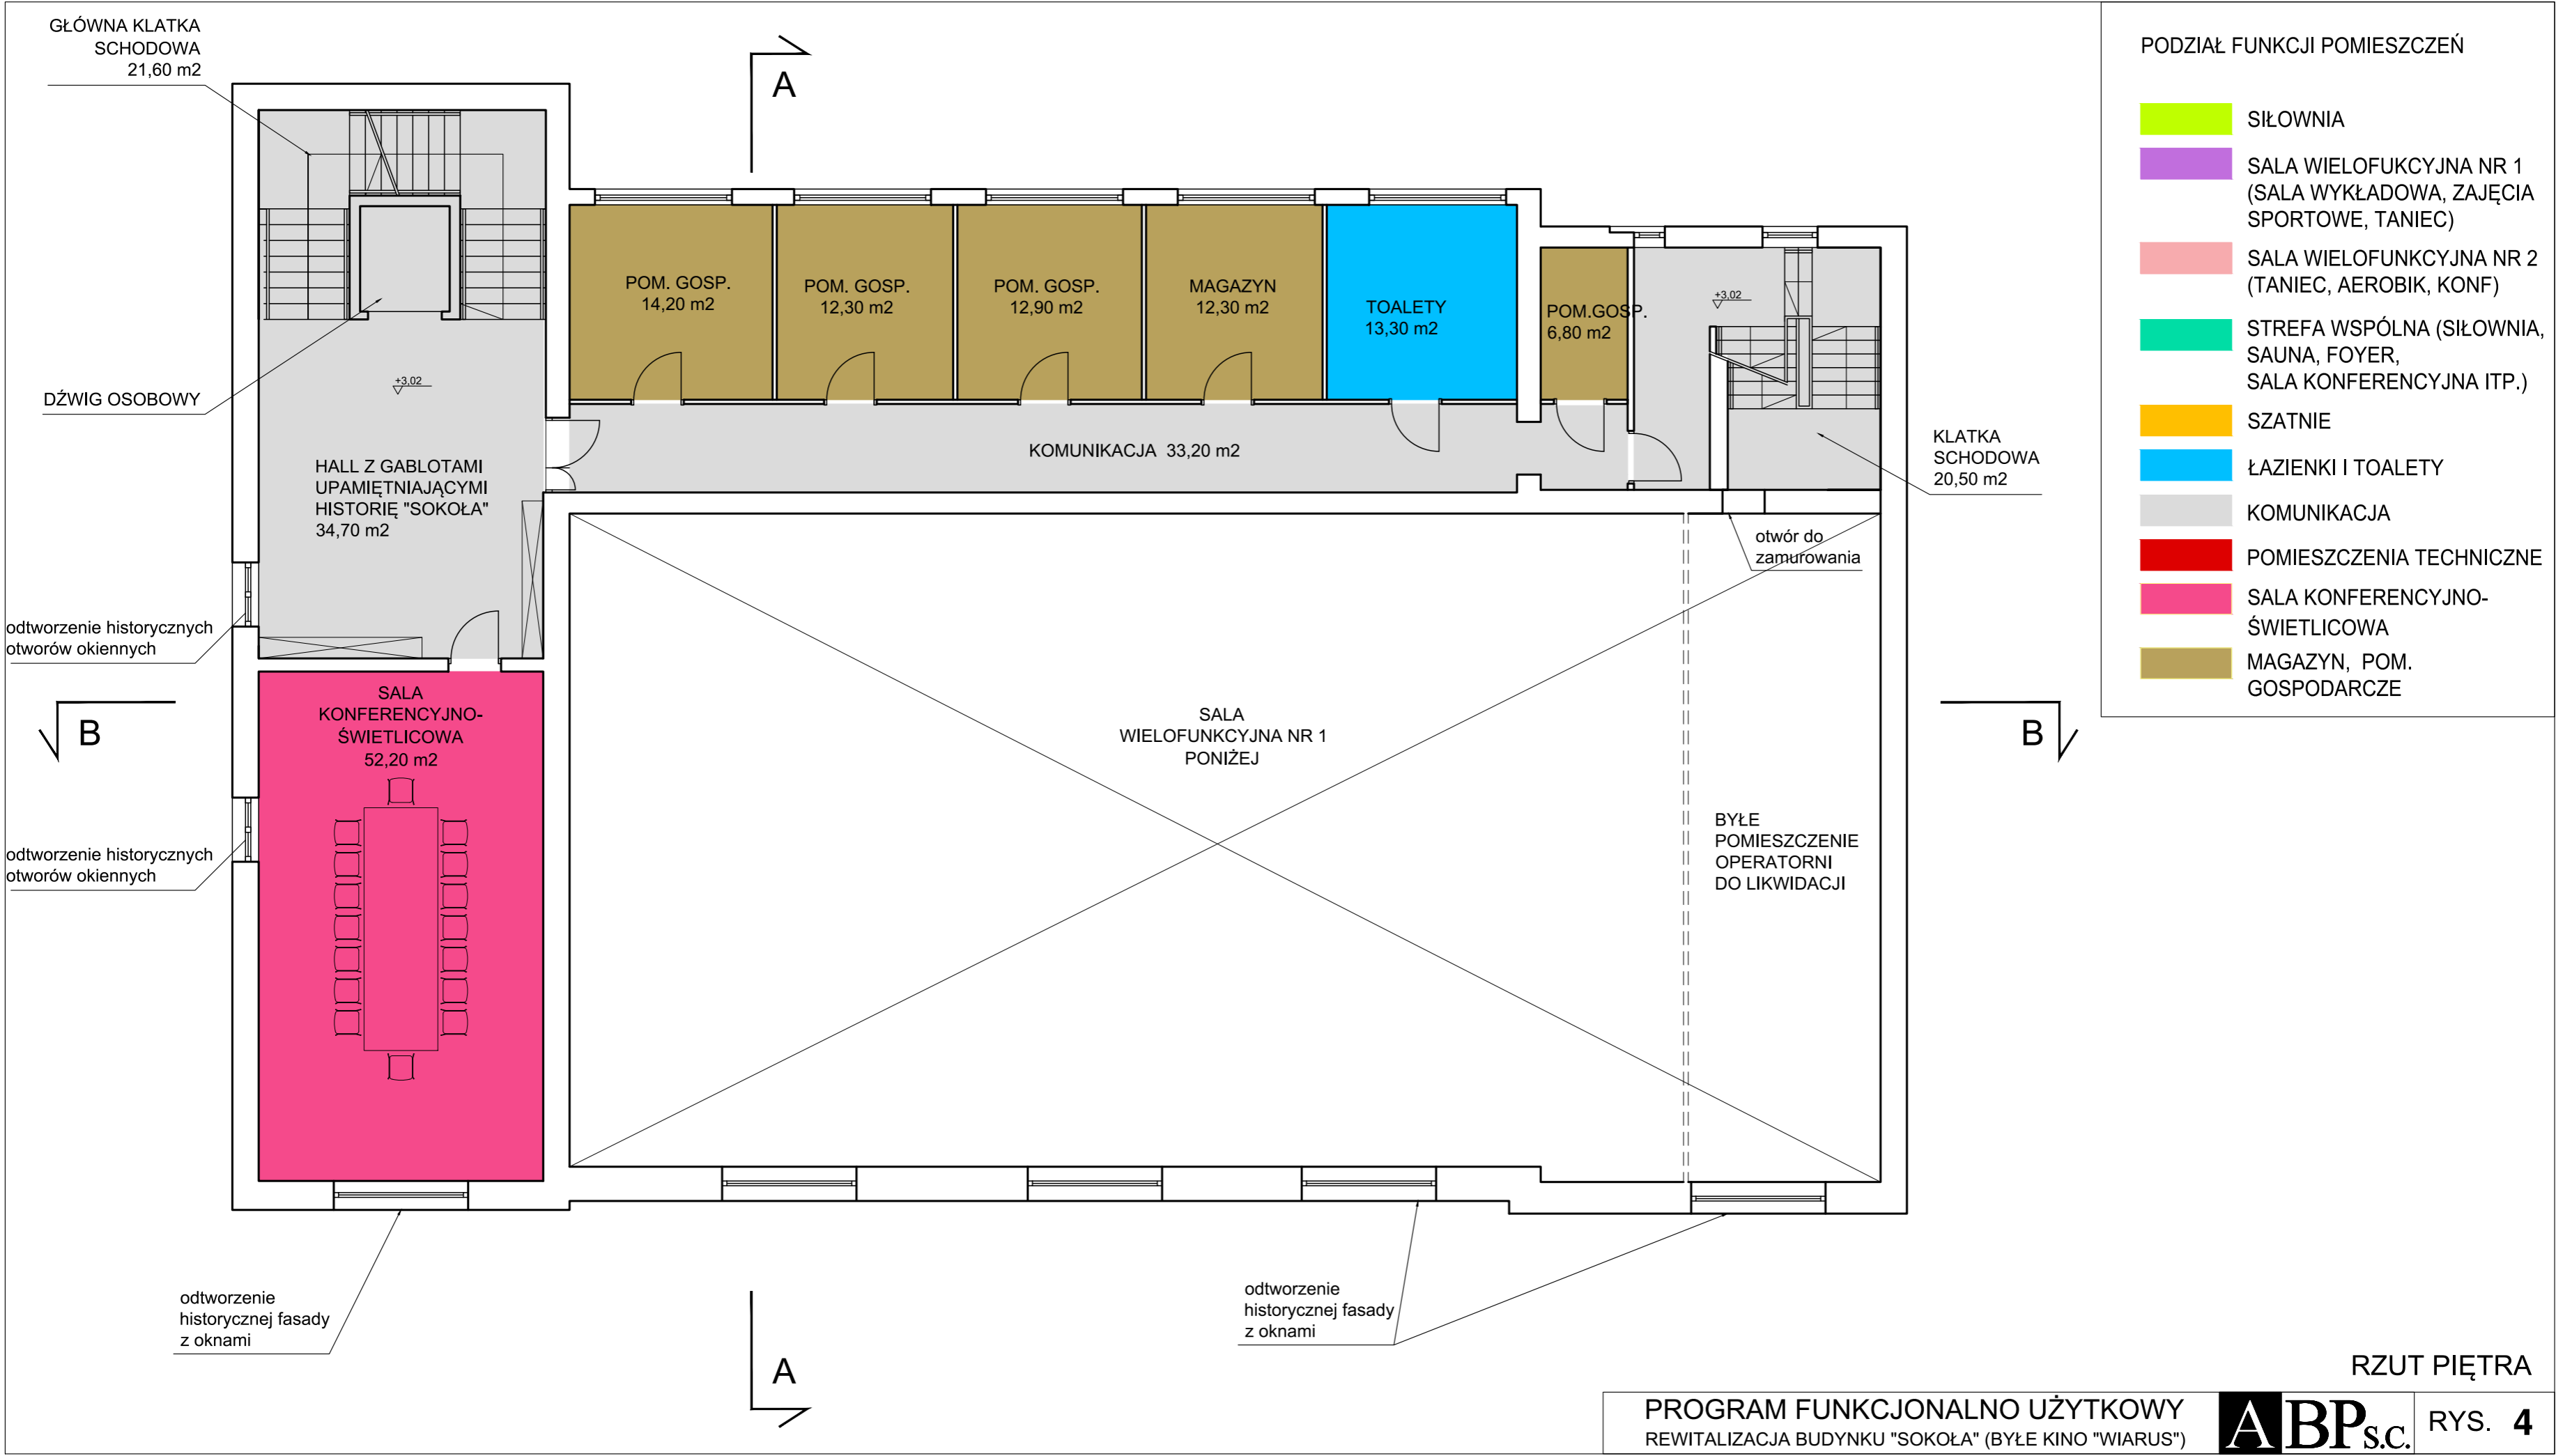 GŁÓWNA KLATKA
SCHODOWA
21,60 m2
A
PODZIAŁ FUNKCJI POMIESZCZEŃ
SIŁOWNIA
SALA WIELOFUKCYJNA NR 1
(SALA WYKŁADOWA, ZAJĘCIA
SPORTOWE, TANIEC)
SALA WIELOFUNKCYJNA NR 2
(TANIEC, AEROBIK, KONF)
STREFA WSPÓLNA (SIŁOWNIA,
SAUNA, FOYER,
SALA KONFERENCYJNA ITP.)
SZATNIE
ŁAZIENKI I TOALETY
KOMUNIKACJA
POMIESZCZENIA TECHNICZNE
SALA KONFERENCYJNO-
ŚWIETLICOWA
MAGAZYN, POM.
GOSPODARCZE
POM. GOSP.
14,20 m2
POM. GOSP.
12,30 m2
POM. GOSP.
12,90 m2
MAGAZYN
12,30 m2
TOALETY
13,30 m2
POM.GOSP.
6,80 m2
+3,02
DŹWIG OSOBOWY
+3,02
KOMUNIKACJA 33,20 m2
KLATKA
SCHODOWA
20,50 m2
HALL Z GABLOTAMI
UPAMIĘTNIAJĄCYMI
HISTORIĘ "SOKOŁA"
34,70 m2
otwór do
zamurowania
odtworzenie historycznych
otworów okiennych
B
SALA
KONFERENCYJNO-
ŚWIETLICOWA
52,20 m2
SALA
WIELOFUNKCYJNA NR 1
PONIŻEJ
B
BYŁE
POMIESZCZENIE
OPERATORNI
DO LIKWIDACJI
odtworzenie historycznych
otworów okiennych
odtworzenie
historycznej fasady
z oknami
odtworzenie
historycznej fasady
z oknami
A
RZUT PIĘTRA
PROGRAM FUNKCJONALNO UŻYTKOWY
REWITALIZACJA BUDYNKU "SOKOŁA" (BYŁE KINO "WIARUS")
ABP S.C.
RYS. 4